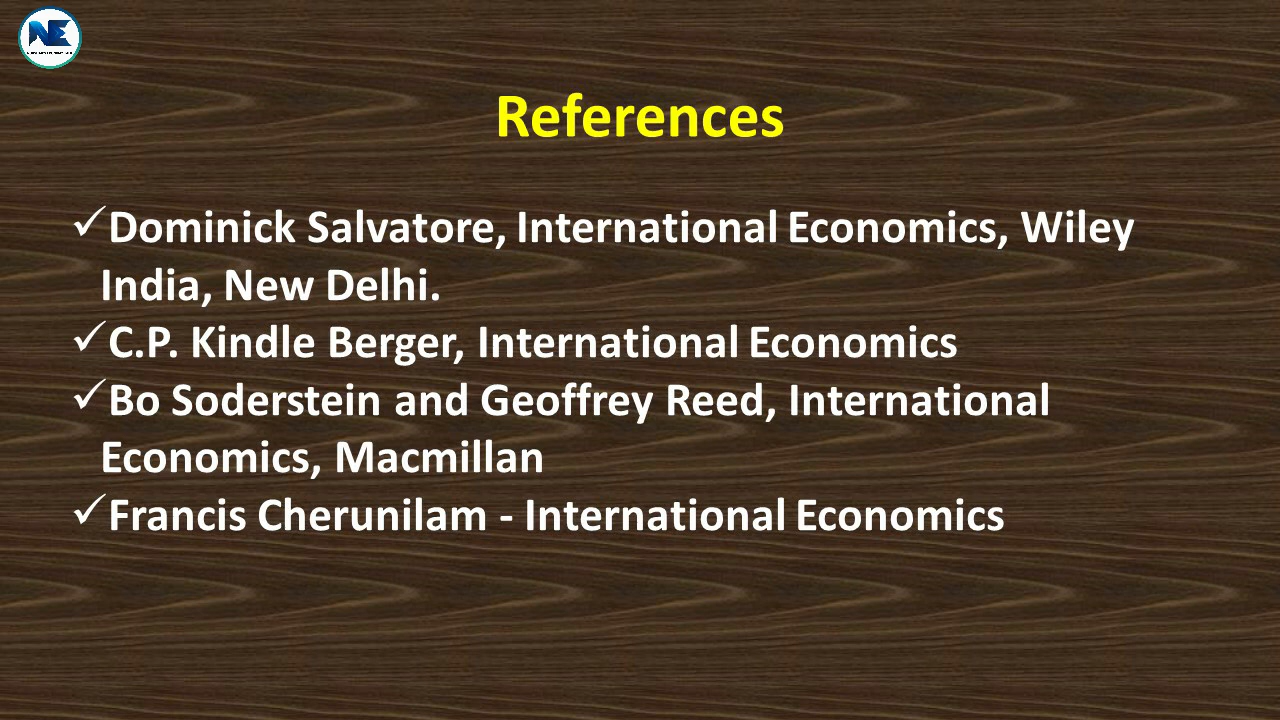 NE
References
✓Dominick Salvatore, International Economics, Wiley
India, New Delhi.
✓C.P. Kindle Berger, International Economics
✓Bo Soderstein and Geoffrey Reed, International
Economics, Macmillan
✓Francis Cherunilam - International Economics